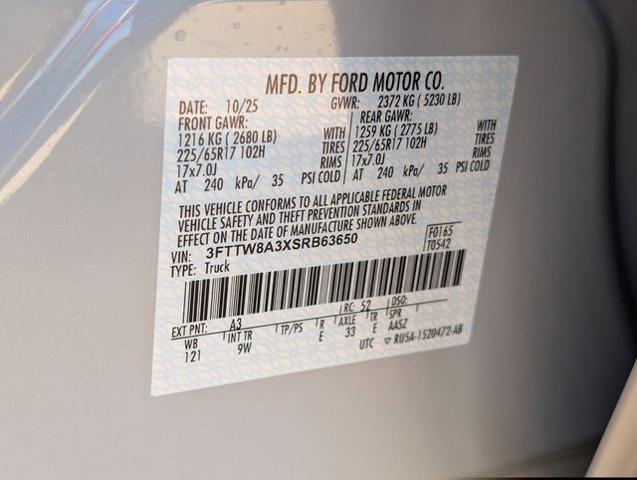 MFD. BY FORD MOTOR CO.
DATE: 10/25 GVWR: 2372 KG ( 5230 LB)
FRONT GAWR: REAR GAWR:
1216 KG ( 2680 LB) WITH 1259 KG ( 2775 LB) WITH
225/65R17 102H TIRES 225/65R17 102H TIRES
17x7.0J RIMS 17x7.0J RIMS
AT 240 kPa/ 35 PSI COLD AT 240 kPa/ 35 PSI COLD
THIS VEHICLE CONFORMS TO ALL APPLICABLE FEDERAL MOTOR
VEHICLE SAFETY AND THEFT PREVENTION STANDARDS IN
EFFECT ON THE DATE OF MANUFACTURE SHOWN ABOVE.
VIN: 3FTTW8A3XSRB63650 F0165
TYPE: Truck T0542
EXT PNT: A3 RC: 52 DSO:
WB INT TR TP/PS R AXLE TR SPR
121 9W E 33 E AASZ
UTC ▽ RU5A-1520472-AB